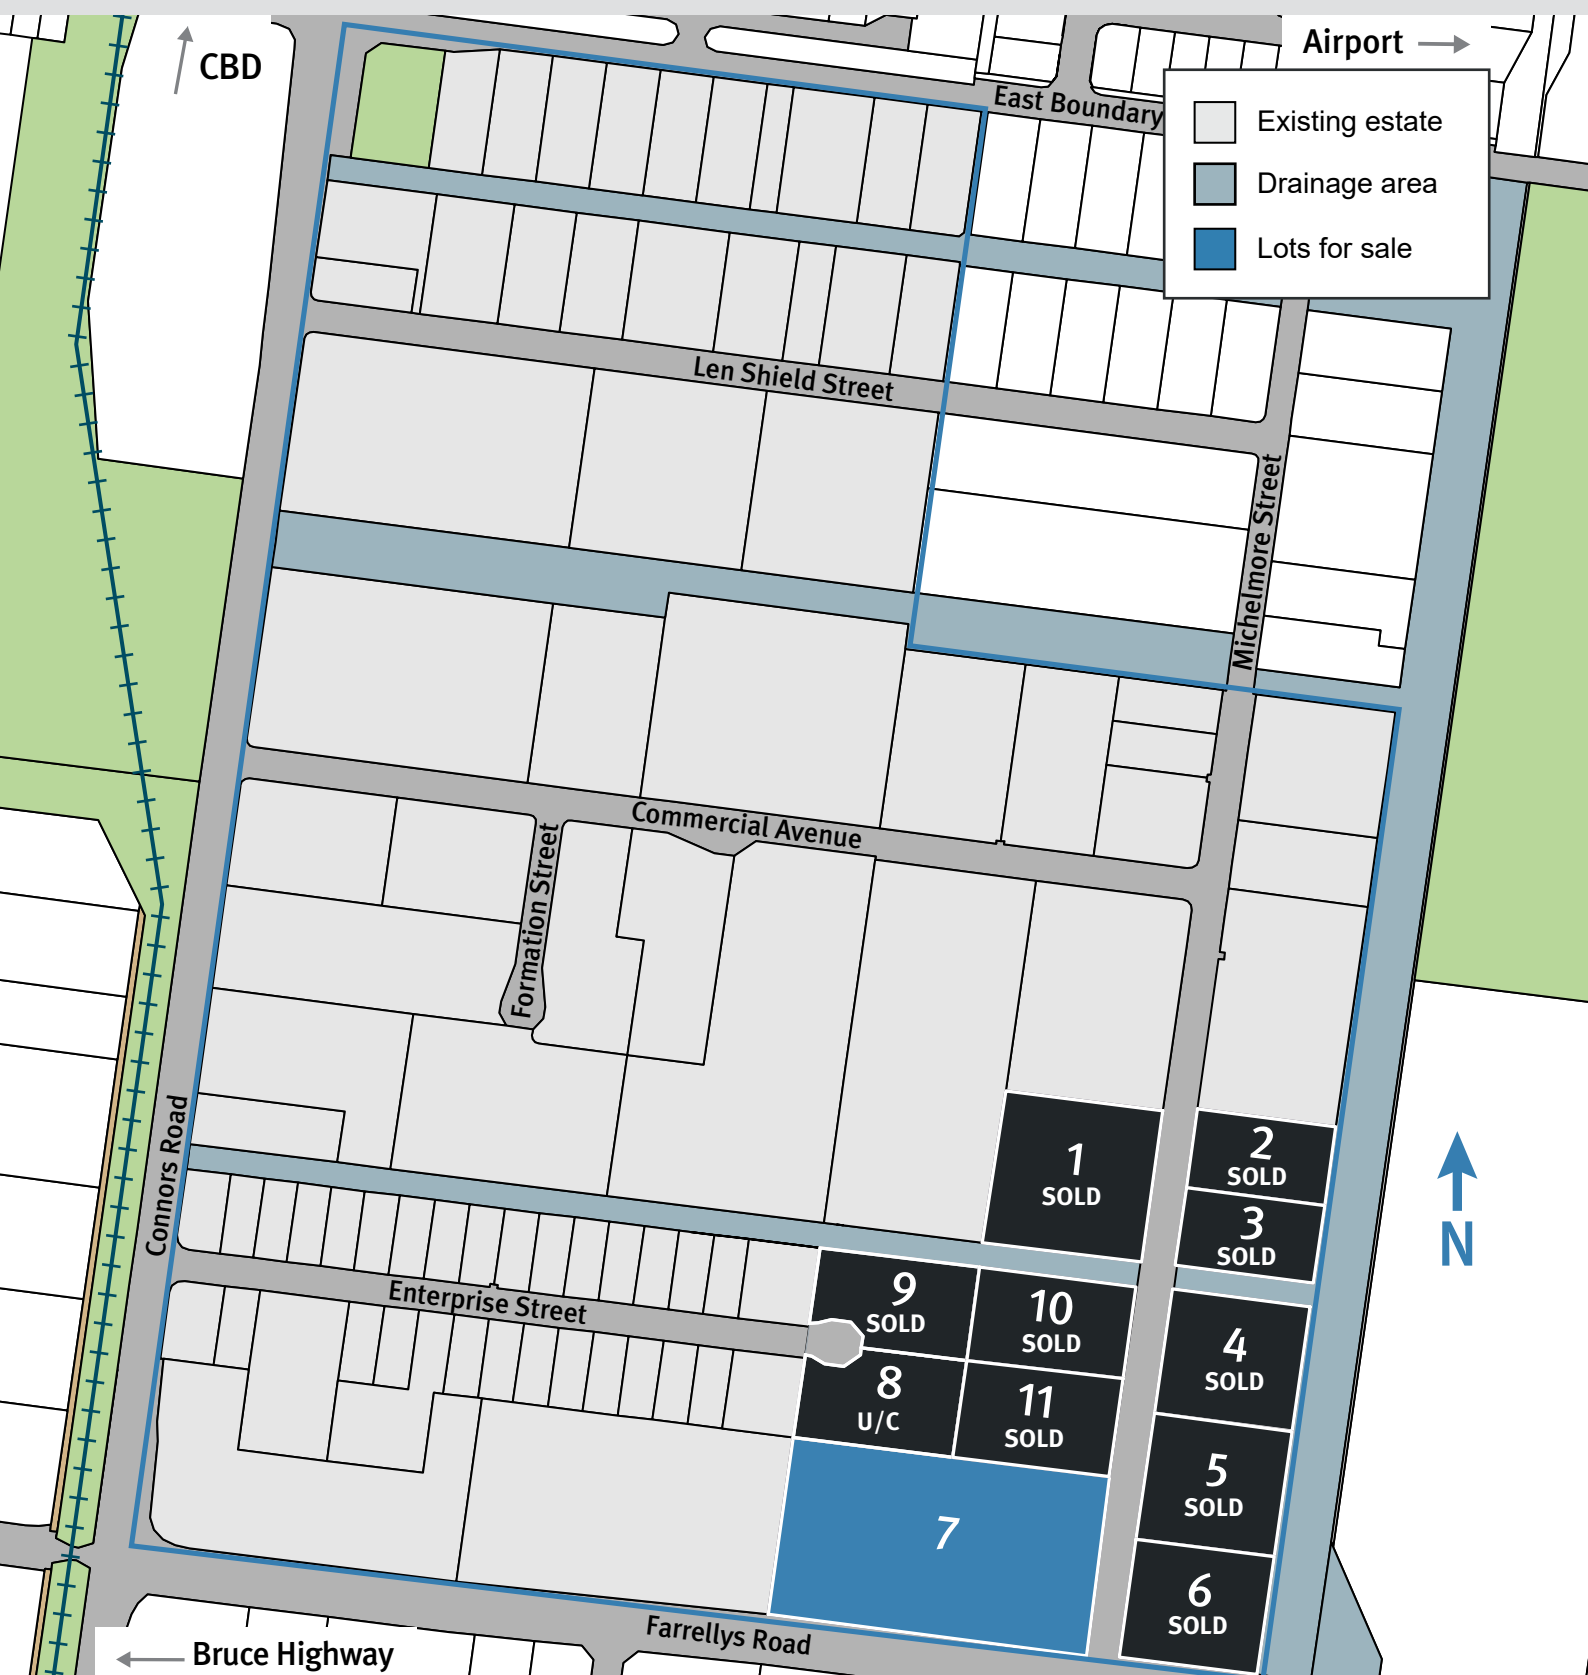 CBD
Airport
East Boundary
Existing estate
Drainage area
Lots for sale
Len Shield Street
Michelmore Street
Commercial Avenue
Formation Street
Connors Road
1
SOLD
2
SOLD
3
SOLD
N
Enterprise Street
9
SOLD
10
SOLD
4
SOLD
8
U/C
11
SOLD
5
SOLD
7
6
SOLD
Farrellys Road
Bruce Highway